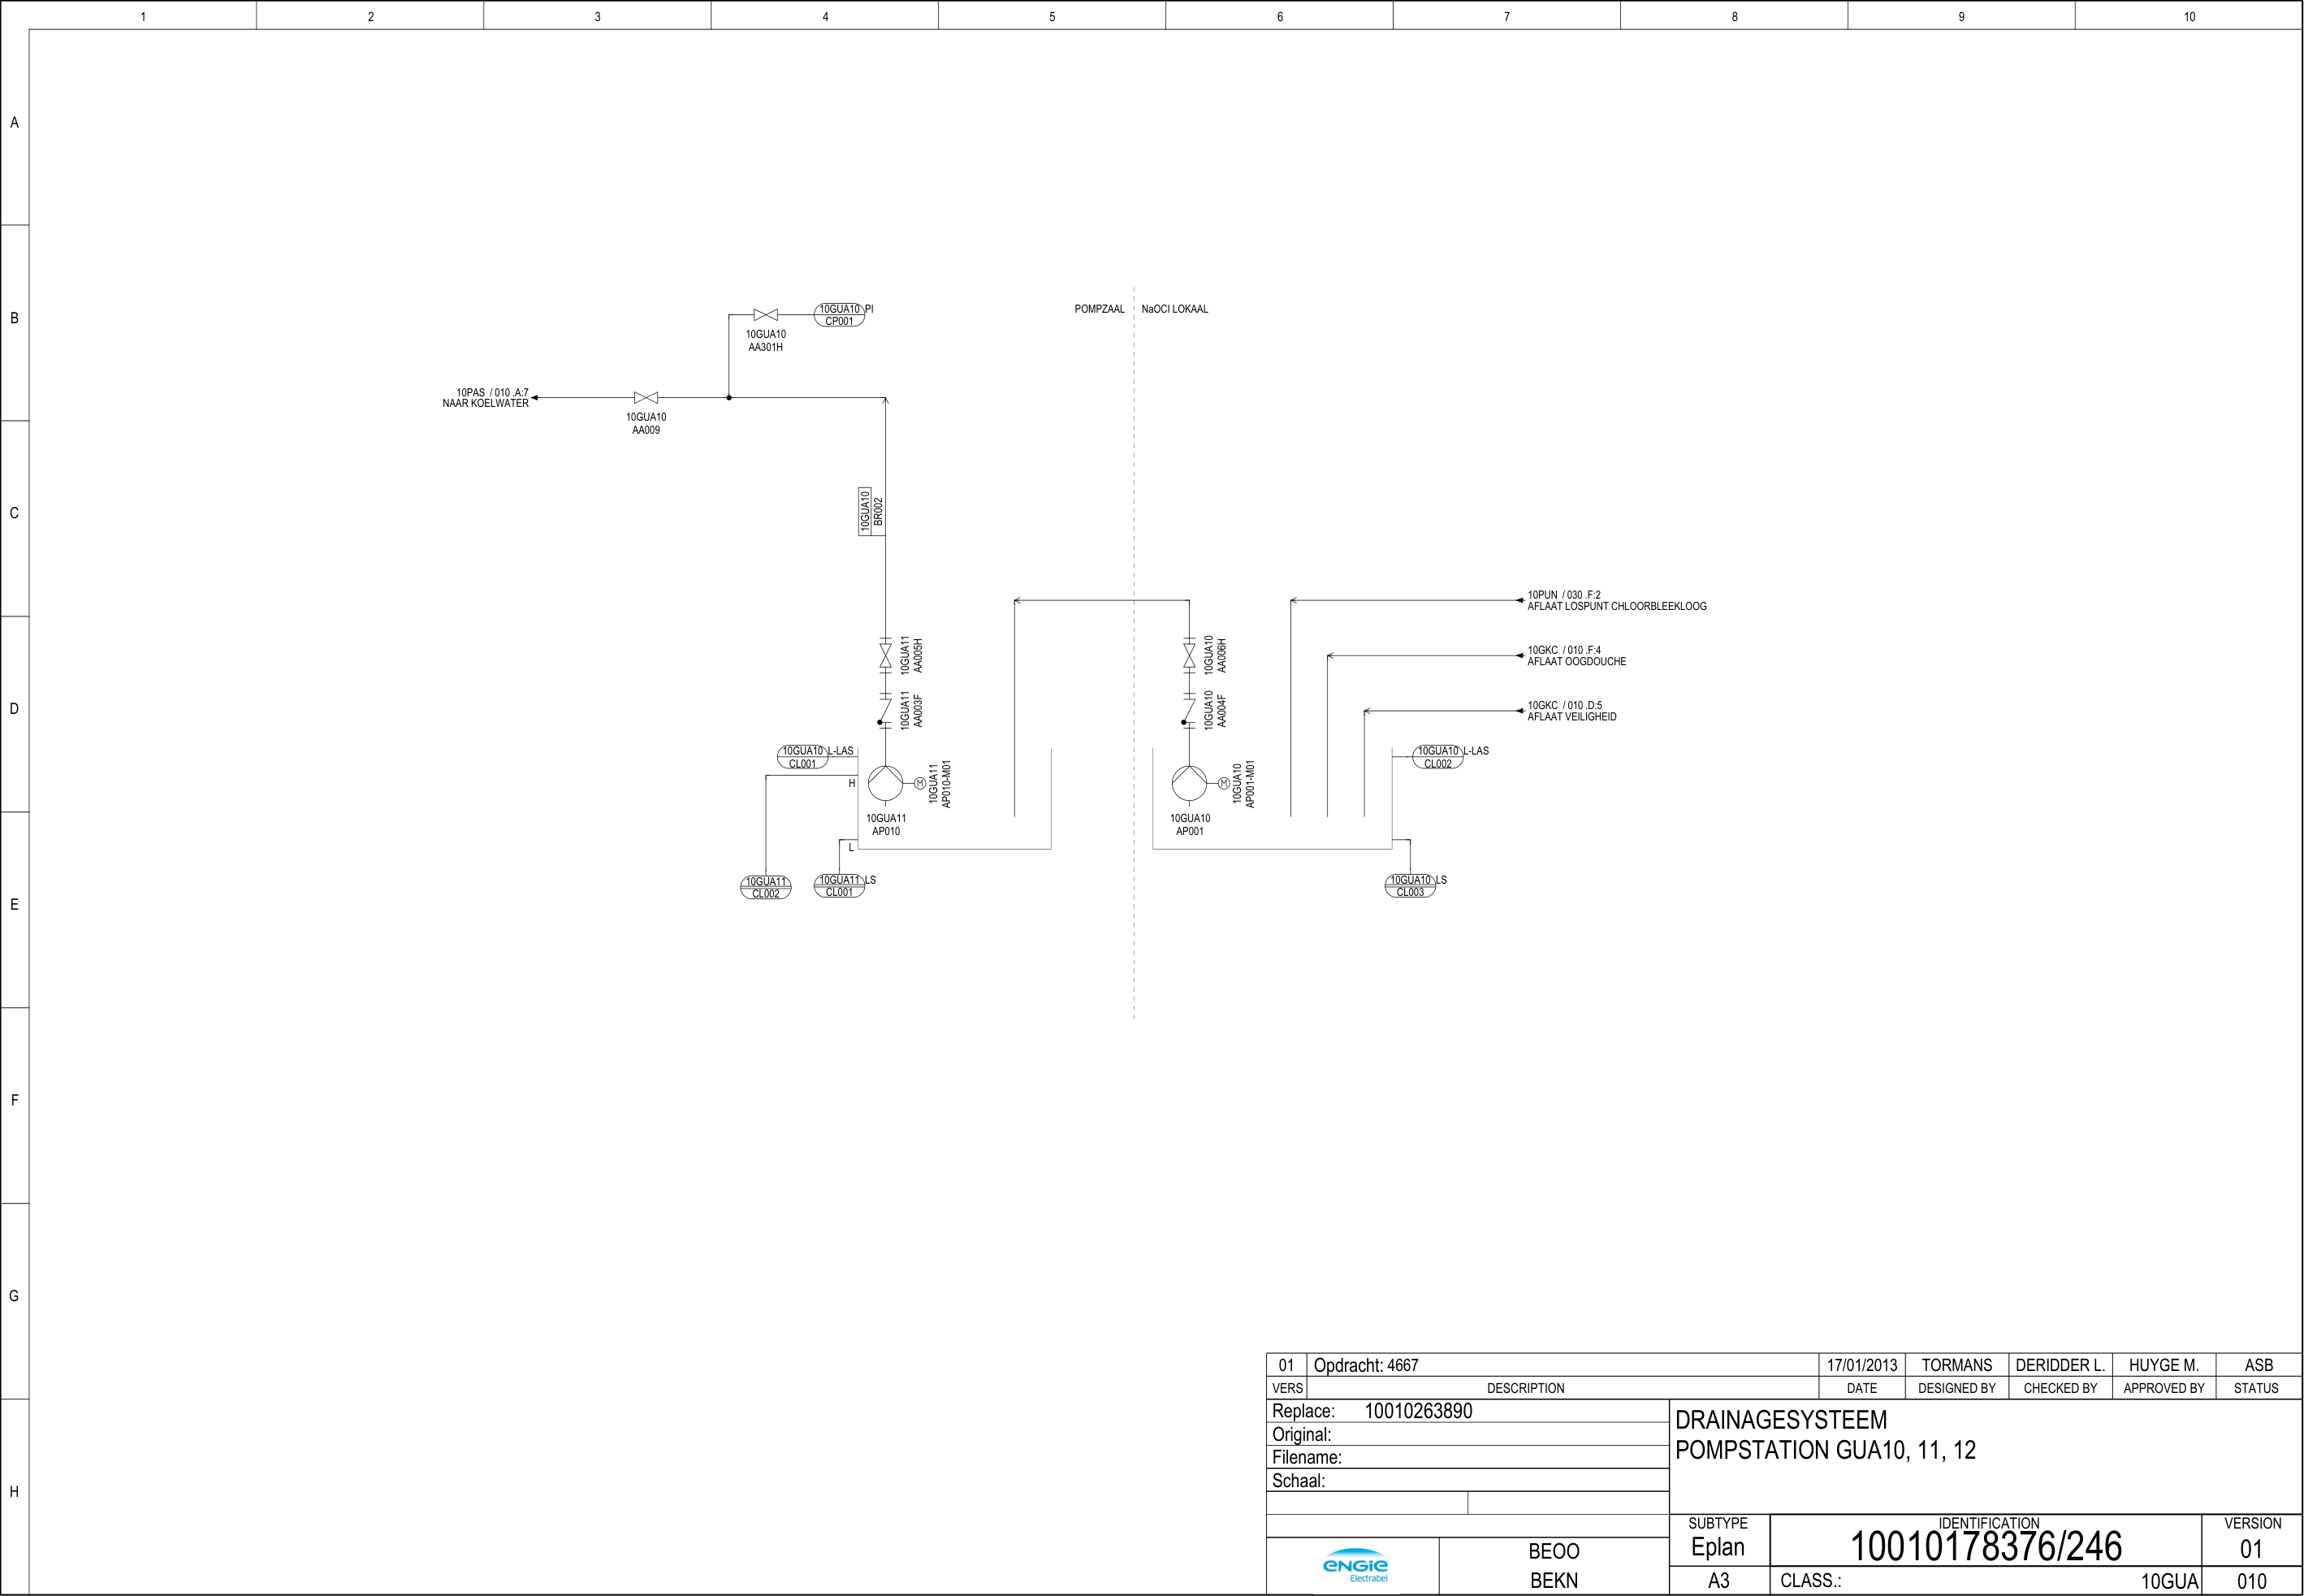 1 2 3 4 5 6 7 8 9 10
A
B
C
D
E
F
G
H
10GUA10 PI
CP001
10GUA10
AA301H
POMPZAAL
NaOCl LOKAAL
10PAS / 010 .A:7
NAAR KOELWATER
10GUA10
AA009
10GUA10
BR002
10PUN / 030 .F:2
AFLAAT LOSPUNT CHLOORBLEEKLOOG
10GUA11
AA005H
10GUA10
AA006H
10GKC / 010 .F:4
AFLAAT OOGDOUCHE
10GUA11
AA003F
10GUA10
AA004F
10GKC / 010 .D:5
AFLAAT VEILIGHEID
10GUA10 L-LAS
CL001
H
M
10GUA11
AP010-M01
M
10GUA10
AP001-M01
10GUA10 L-LAS
CL002
10GUA11
AP010
10GUA10
AP001
L
10GUA11
CL002
10GUA11 LS
CL001
10GUA10 LS
CL003
01 Opdracht: 4667 17/01/2013 TORMANS DERIDDER L. HUYGE M. ASB
VERS DESCRIPTION DATE DESIGNED BY CHECKED BY APPROVED BY STATUS
Replace: 10010263890
Original:
Filename:
Schaal:
DRAINAGESYSTEEM
POMPSTATION GUA10, 11, 12
SUBTYPE IDENTIFICATION VERSION
Eplan 10010178376/246 01
A3 CLASS.: 10GUA 010
ENGIE
Electrabel
BEOO
BEKN